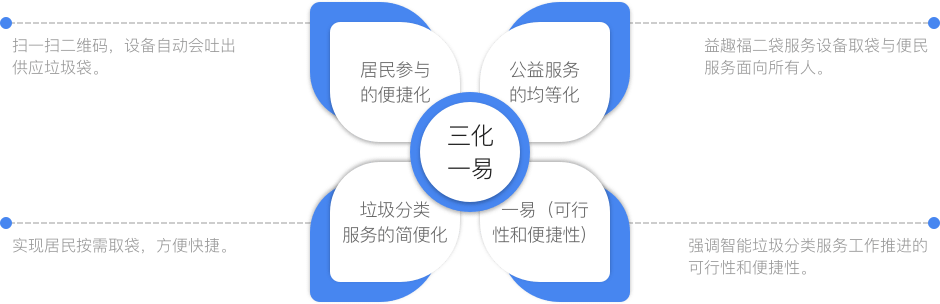 扫一扫二维码，设备自动会吐出
供应垃圾袋。
居民参与
的便捷化
公益服务
的均等化
益趣福二袋服务设备取袋与便民
服务面向所有人。
三化
一易
实现居民按需取袋，方便快捷。
垃圾分类
服务的简便化
一易（可行
性和便捷性）
强调智能垃圾分类服务工作推进的
可行性和便捷性。